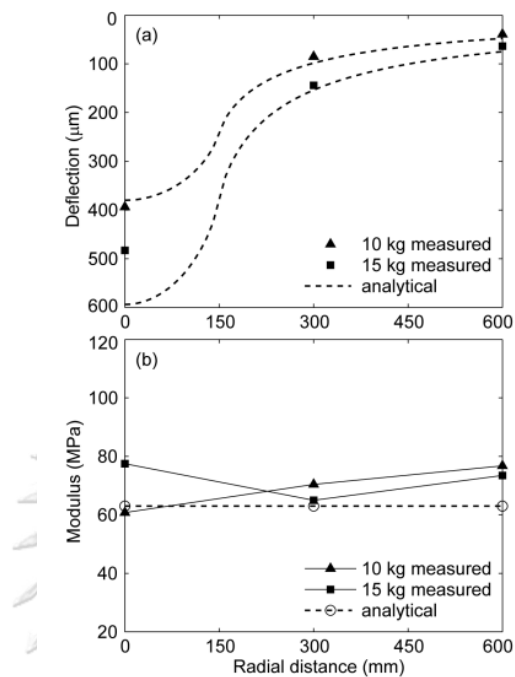 (a)
0
100
200
300
400
500
600
Deflection (μm)
10 kg measured
15 kg measured
analytical
0 150 300 450 600
(b)
120
100
80
60
40
20
Modulus (MPa)
10 kg measured
15 kg measured
analytical
0 150 300 450 600
Radial distance (mm)